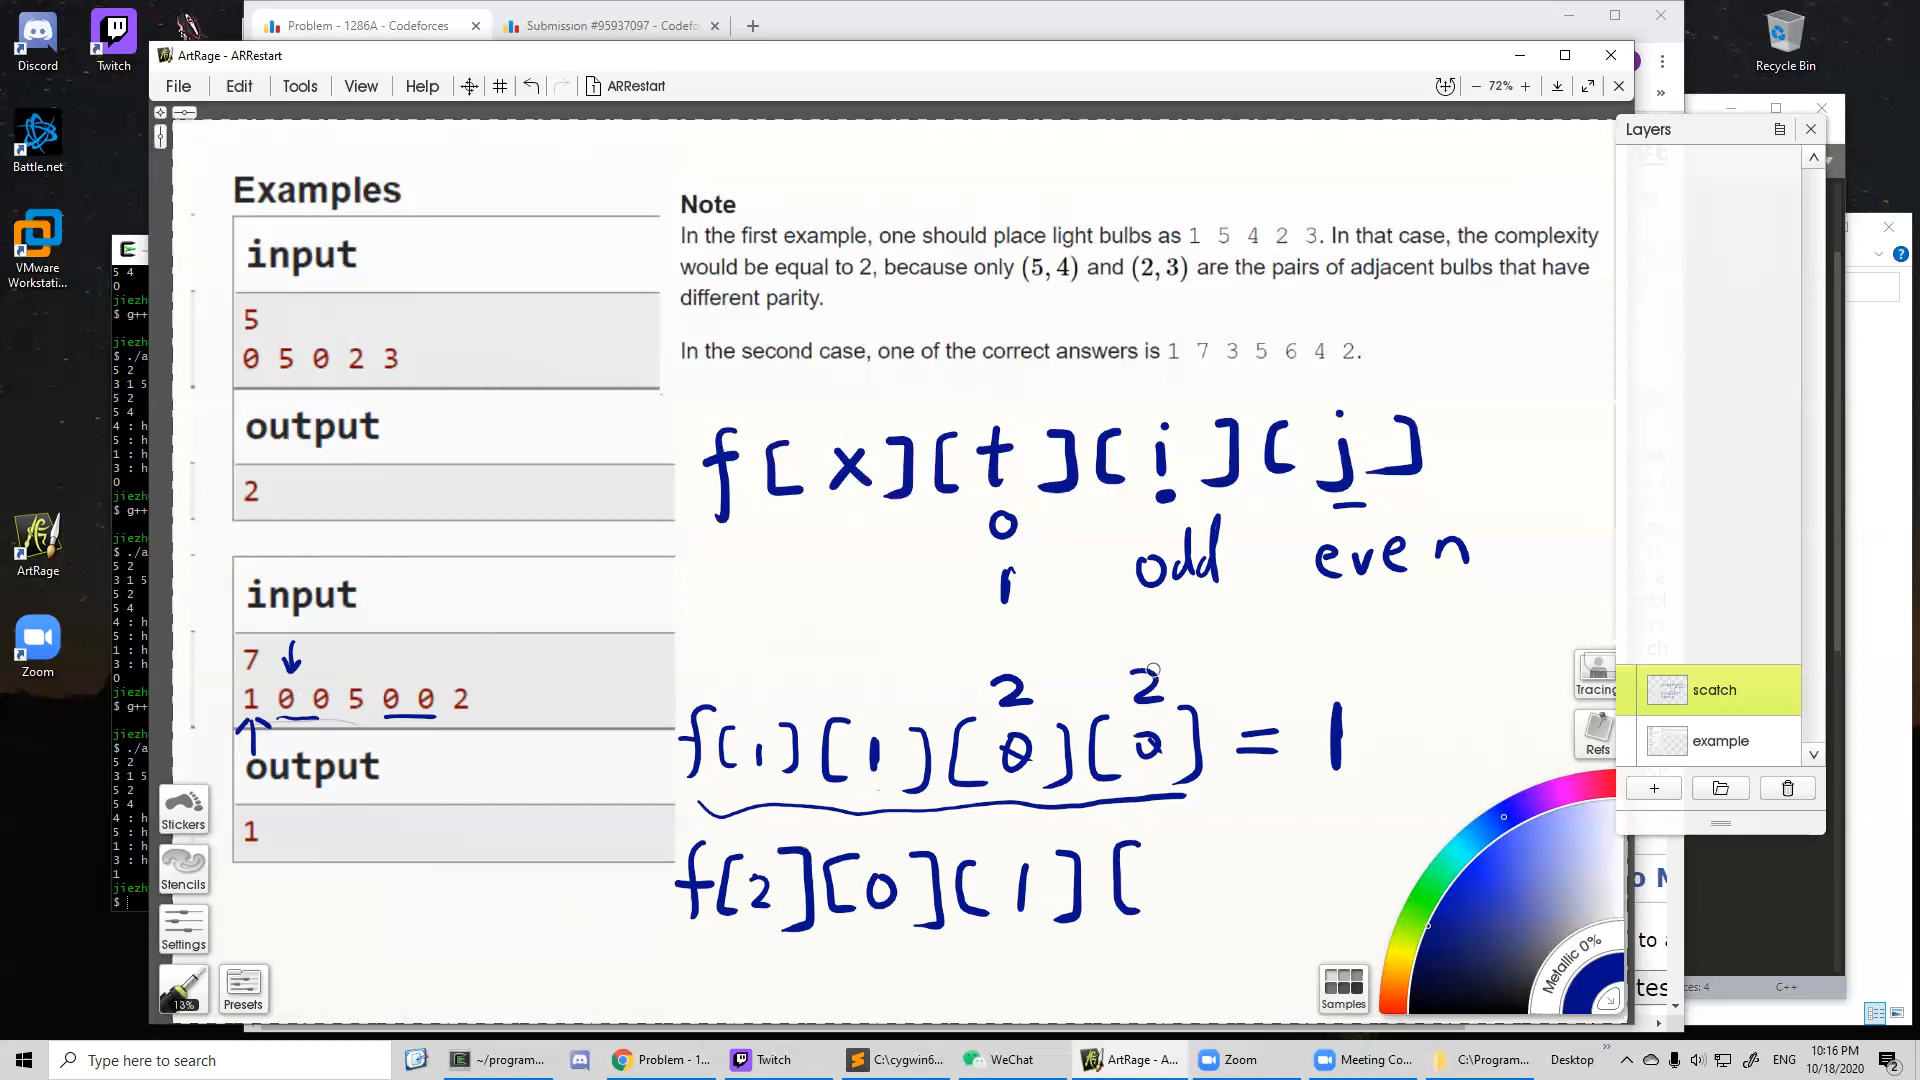 Discord
Twitch
Battle.net
VMware
Workstati...
ArtRage
Zoom
Recycle Bin
Problem - 1286A - Codeforces
Submission #95937097 - Codefo
ArtRage - ARRestart
File Edit Tools View Help ARRestart 72%
Examples
input
5
0 5 0 2 3
output
2
input
7
1 0 0 5 0 0 2
output
1
Note
In the first example, one should place light bulbs as 1 5 4 2 3. In that case, the complexity
would be equal to 2, because only (5, 4) and (2, 3) are the pairs of adjacent bulbs that have
different parity.
In the second case, one of the correct answers is 1 7 3 5 6 4 2.
f[x][t][i][j]
0 odd even
1
2 2
f[1][1][0][0] = 1
f[2][0][1][
Layers
scatch
example
Tracing
Refs
Stickers
Stencils
Settings
13%
Presets
Samples
Metallic 0%
C++
Type here to search
~/program...
Problem - 1...
Twitch
C:\cygwin6...
WeChat
ArtRage - A...
Zoom
Meeting Co...
C:\Program...
Desktop
ENG
10:16 PM
10/18/2020
2